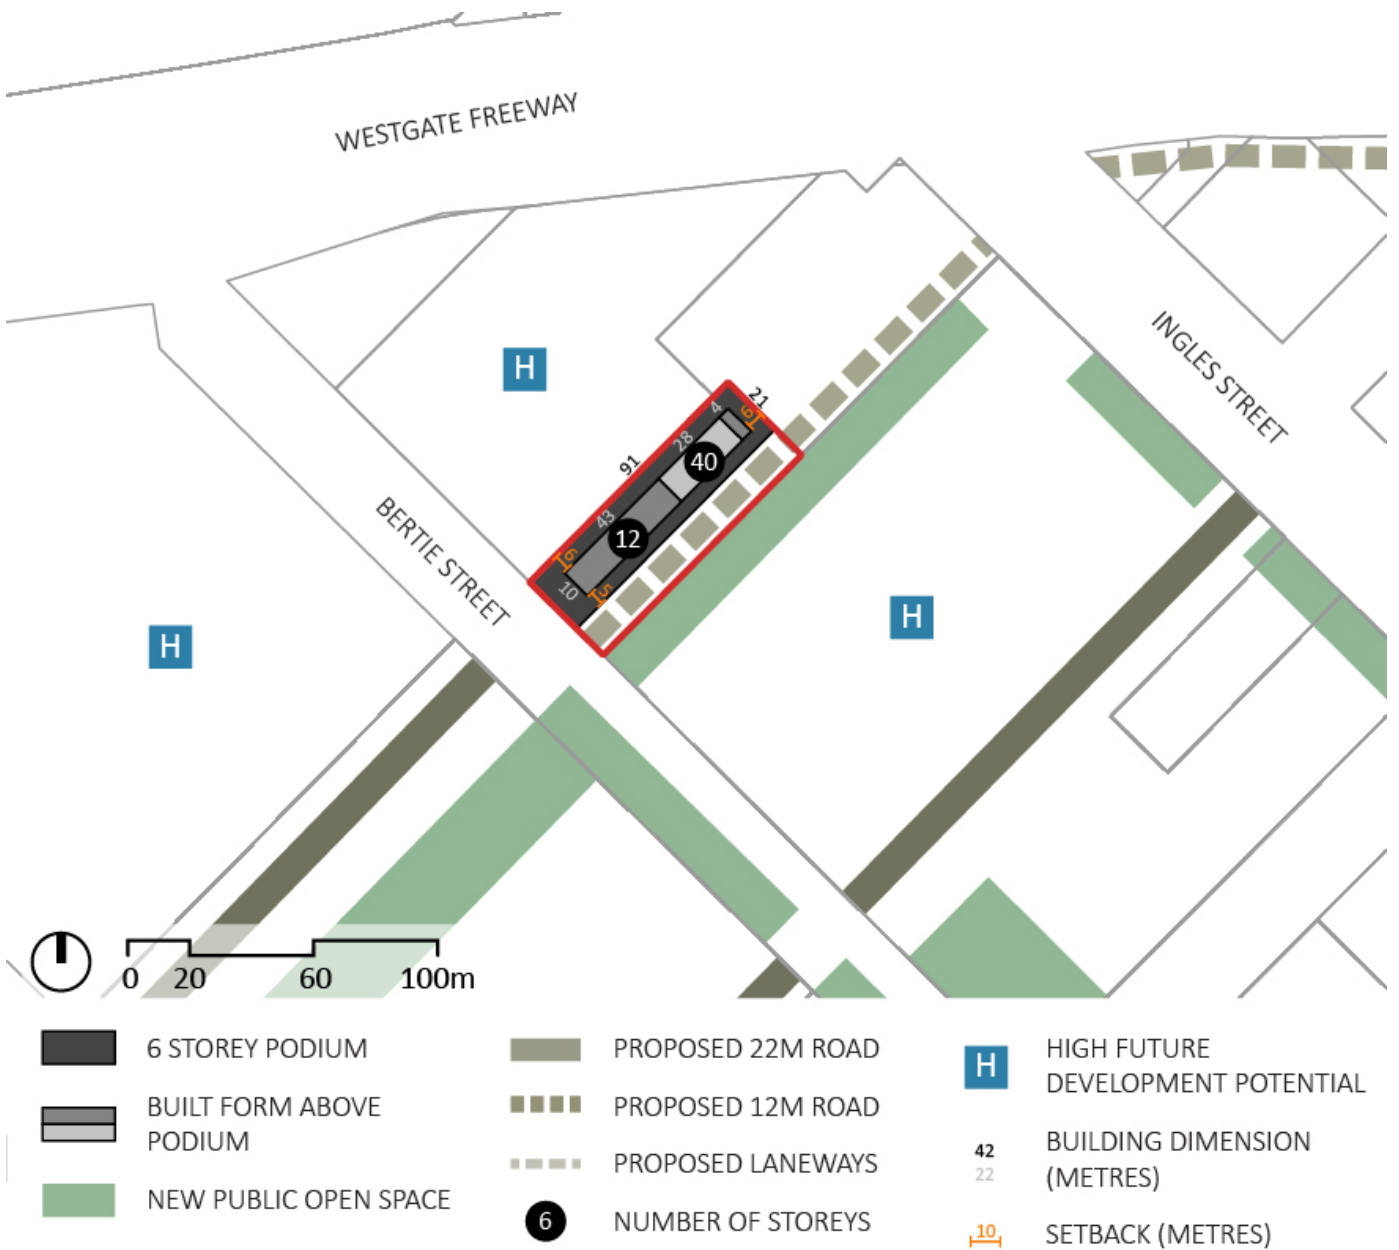 WESTGATE FREEWAY
INGLES STREET
BERTIE STREET
H
H
H
21
4
6
28
40
91
43
12
6
10
5
0 20 60 100m
6 STOREY PODIUM
BUILT FORM ABOVE
PODIUM
NEW PUBLIC OPEN SPACE
PROPOSED 22M ROAD
PROPOSED 12M ROAD
PROPOSED LANEWAYS
6 NUMBER OF STOREYS
H HIGH FUTURE
DEVELOPMENT POTENTIAL
42 BUILDING DIMENSION
22 (METRES)
10 SETBACK (METRES)